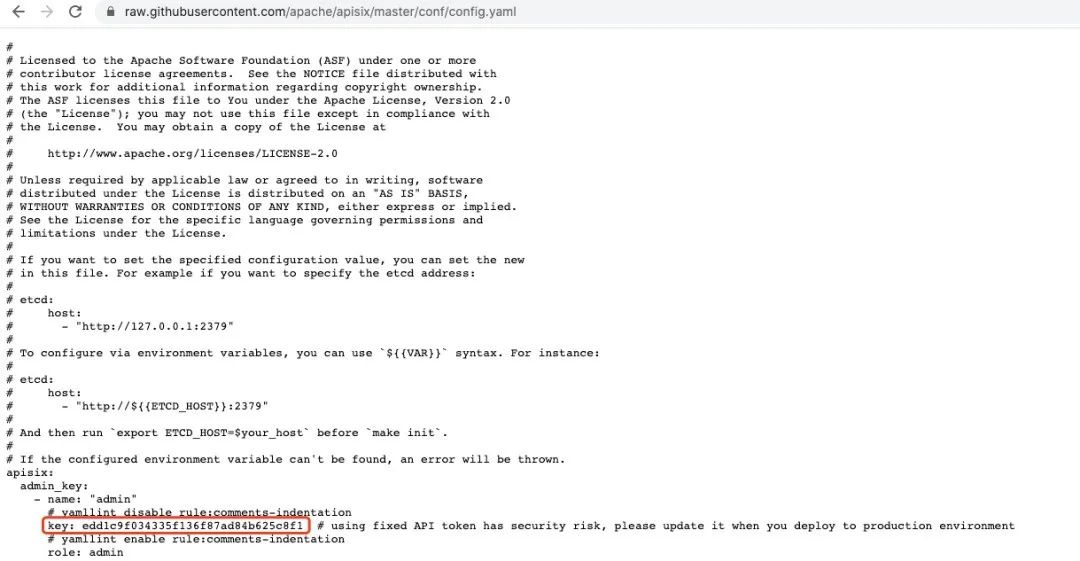 raw.githubusercontent.com/apache/apisix/master/conf/config.yaml
#
# Licensed to the Apache Software Foundation (ASF) under one or more
# contributor license agreements.  See the NOTICE file distributed with
# this work for additional information regarding copyright ownership.
# The ASF licenses this file to You under the Apache License, Version 2.0
# (the "License"); you may not use this file except in compliance with
# the License.  You may obtain a copy of the License at
#
#     http://www.apache.org/licenses/LICENSE-2.0
#
# Unless required by applicable law or agreed to in writing, software
# distributed under the License is distributed on an "AS IS" BASIS,
# WITHOUT WARRANTIES OR CONDITIONS OF ANY KIND, either express or implied.
# See the License for the specific language governing permissions and
# limitations under the License.
#
# If you want to set the specified configuration value, you can set the new
# in this file. For example if you want to specify the etcd address:
#
# etcd:
#     host:
#       - "http://127.0.0.1:2379"
#
# To configure via environment variables, you can use `${{VAR}}` syntax. For instance:
#
# etcd:
#     host:
#       - "http://${{ETCD_HOST}}:2379"
#
# And then run `export ETCD_HOST=$your_host` before `make init`.
#
# If the configured environment variable can't be found, an error will be thrown.
apisix:
  admin_key:
    - name: "admin"
      # yamllint disable rule:comments-indentation
      key: edd1c9f034335f136f87ad84b625c8f1  # using fixed API token has security risk, please update it when you deploy to production environment
      # yamllint enable rule:comments-indentation
      role: admin